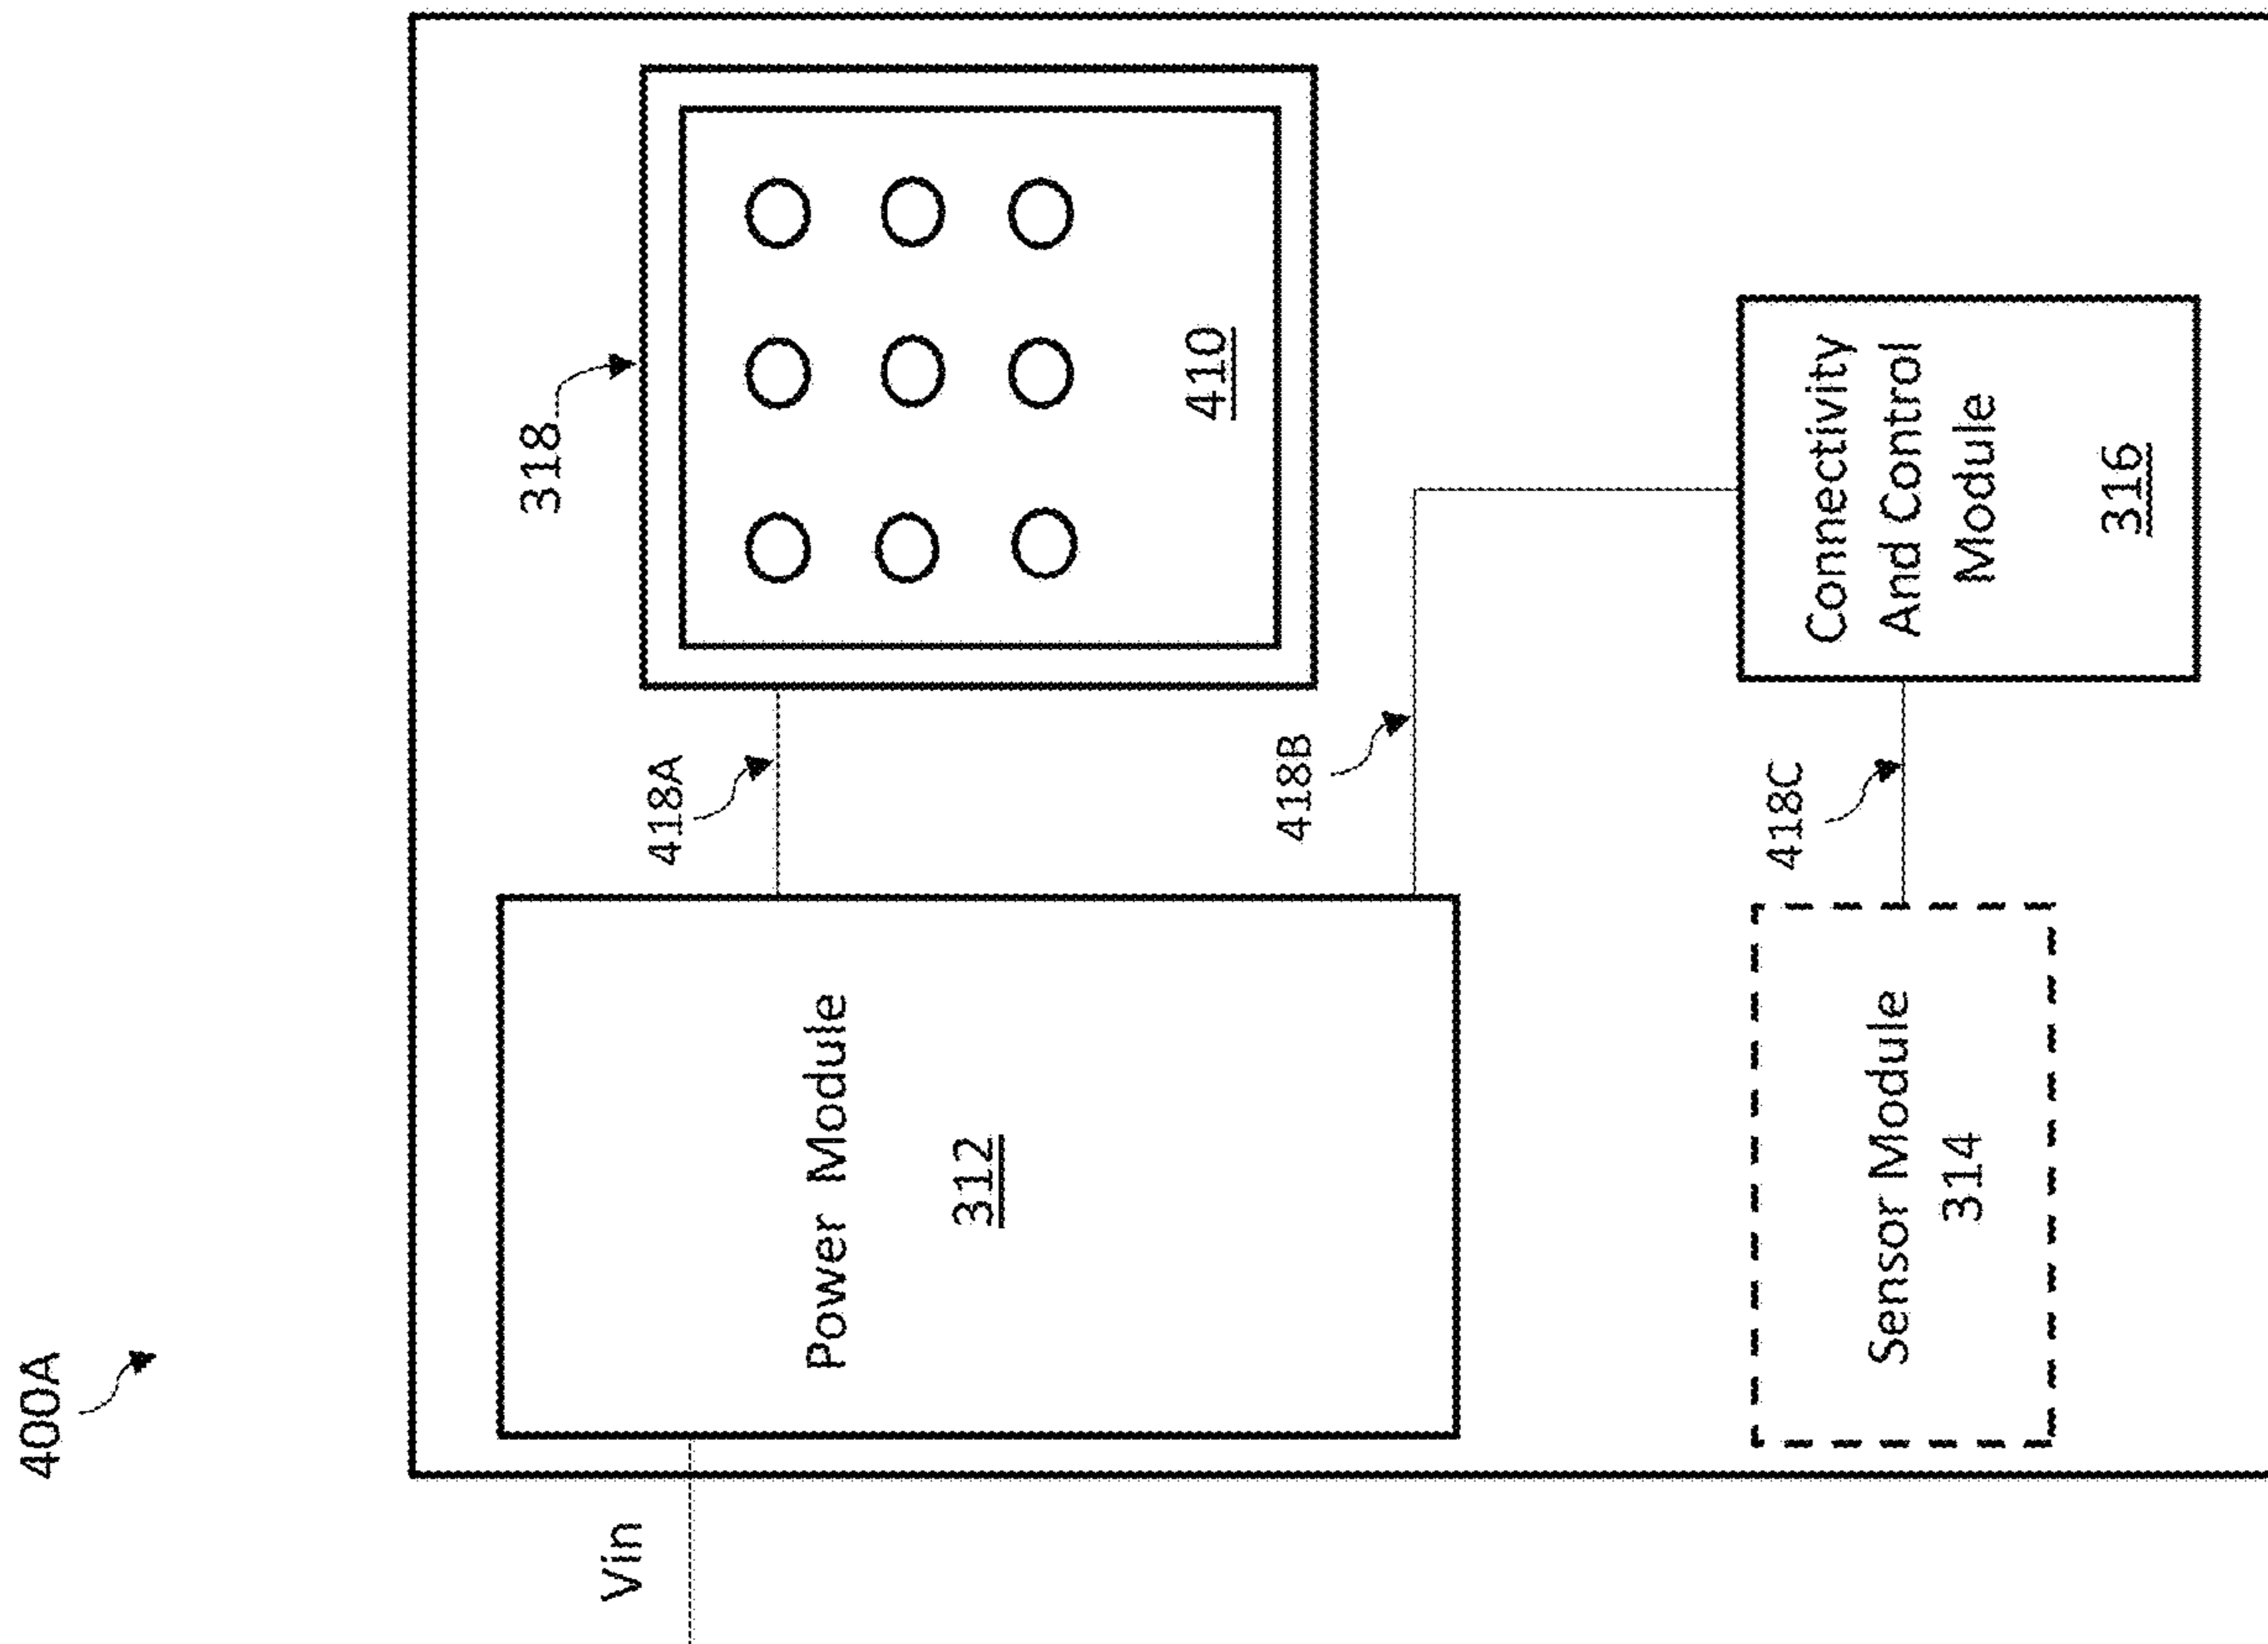 400A
Vin
Power Module
312
418A
318
410
418B
Sensor Module
314
418C
Connectivity
And Control
Module
316